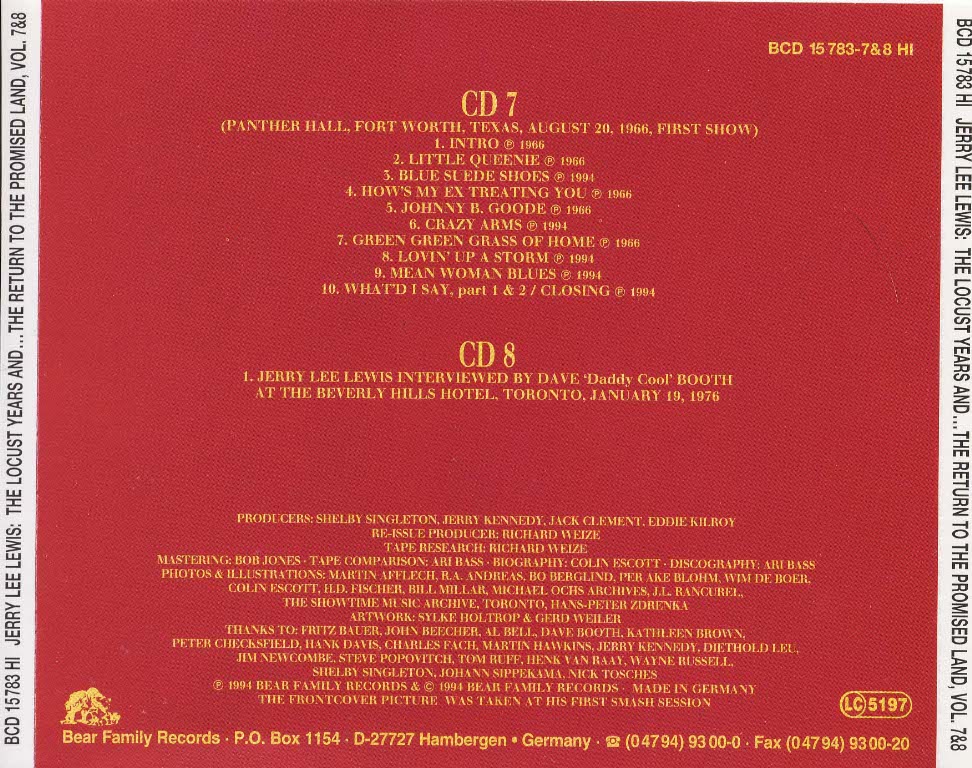 BCD 15783 HI JERRY LEE LEWIS: THE LOCUST YEARS AND...THE RETURN TO THE PROMISED LAND, VOL. 7&8
BCD 15783-7&8 HI
CD 7
(PANTHER HALL, FORT WORTH, TEXAS, AUGUST 20, 1966, FIRST SHOW)
1. INTRO ℗ 1966
2. LITTLE QUEENIE ℗ 1966
3. BLUE SUEDE SHOES ℗ 1994
4. HOW'S MY EX TREATING YOU ℗ 1966
5. JOHNNY B. GOODE ℗ 1966
6. CRAZY ARMS ℗ 1994
7. GREEN GREEN GRASS OF HOME ℗ 1966
8. LOVIN' UP A STORM ℗ 1994
9. MEAN WOMAN BLUES ℗ 1994
10. WHAT'D I SAY, part 1 & 2 / CLOSING ℗ 1994
CD 8
1. JERRY LEE LEWIS INTERVIEWED BY DAVE 'Daddy Cool' BOOTH
AT THE BEVERLY HILLS HOTEL, TORONTO, JANUARY 19, 1976
PRODUCERS: SHELBY SINGLETON, JERRY KENNEDY, JACK CLEMENT, EDDIE KILROY
RE-ISSUE PRODUCER: RICHARD WEIZE
TAPE RESEARCH: RICHARD WEIZE
MASTERING: BOB JONES · TAPE COMPARISON: ARI BASS · BIOGRAPHY: COLIN ESCOTT · DISCOGRAPHY: ARI BASS
PHOTOS & ILLUSTRATIONS: MARTIN AFFLECH, R.A. ANDREAS, BO BERGLIND, PER AKE BLOHM, WIM DE BOER,
COLIN ESCOTT, H.D. FISCHER, BILL MILLAR, MICHAEL OCHS ARCHIVES, J.L. RANCUREL,
THE SHOWTIME MUSIC ARCHIVE, TORONTO, HANS-PETER ZDRENKA
ARTWORK: SYLKE HOLTROP & GERD WEILER
THANKS TO: FRITZ BAUER, JOHN BEECHER, AL BELL, DAVE BOOTH, KATHLEEN BROWN,
PETER CHECKSFIELD, HANK DAVIS, CHARLES FACH, MARTIN HAWKINS, JERRY KENNEDY, DIETHOLD LEU,
JIM NEWCOMBE, STEVE POPOVITCH, TOM RUFF, HENK VAN RAAY, WAYNE RUSSELL,
SHELBY SINGLETON, JOHANN SIPPEKAMA, NICK TOSCHES
℗ 1994 BEAR FAMILY RECORDS & © 1994 BEAR FAMILY RECORDS · MADE IN GERMANY
THE FRONTCOVER PICTURE WAS TAKEN AT HIS FIRST SMASH SESSION
LC 5197
Bear Family Records · P.O. Box 1154 · D-27727 Hambergen • Germany · ☎ (04794) 9300-0 · Fax (04794) 9300-20
BCD 15783 HI JERRY LEE LEWIS: THE LOCUST YEARS AND...THE RETURN TO THE PROMISED LAND, VOL. 7&8